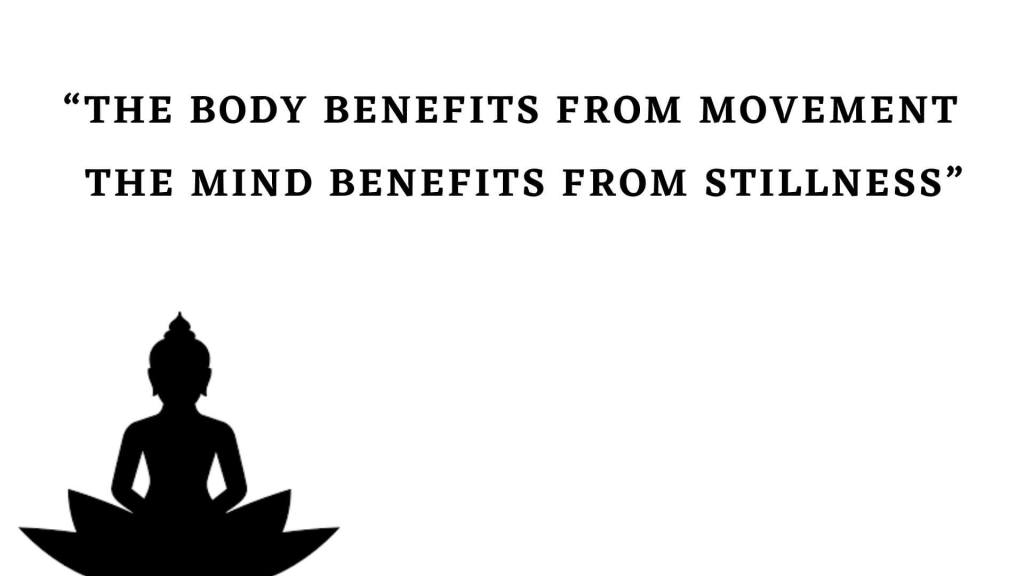 “THE BODY BENEFITS FROM MOVEMENT
THE MIND BENEFITS FROM STILLNESS”